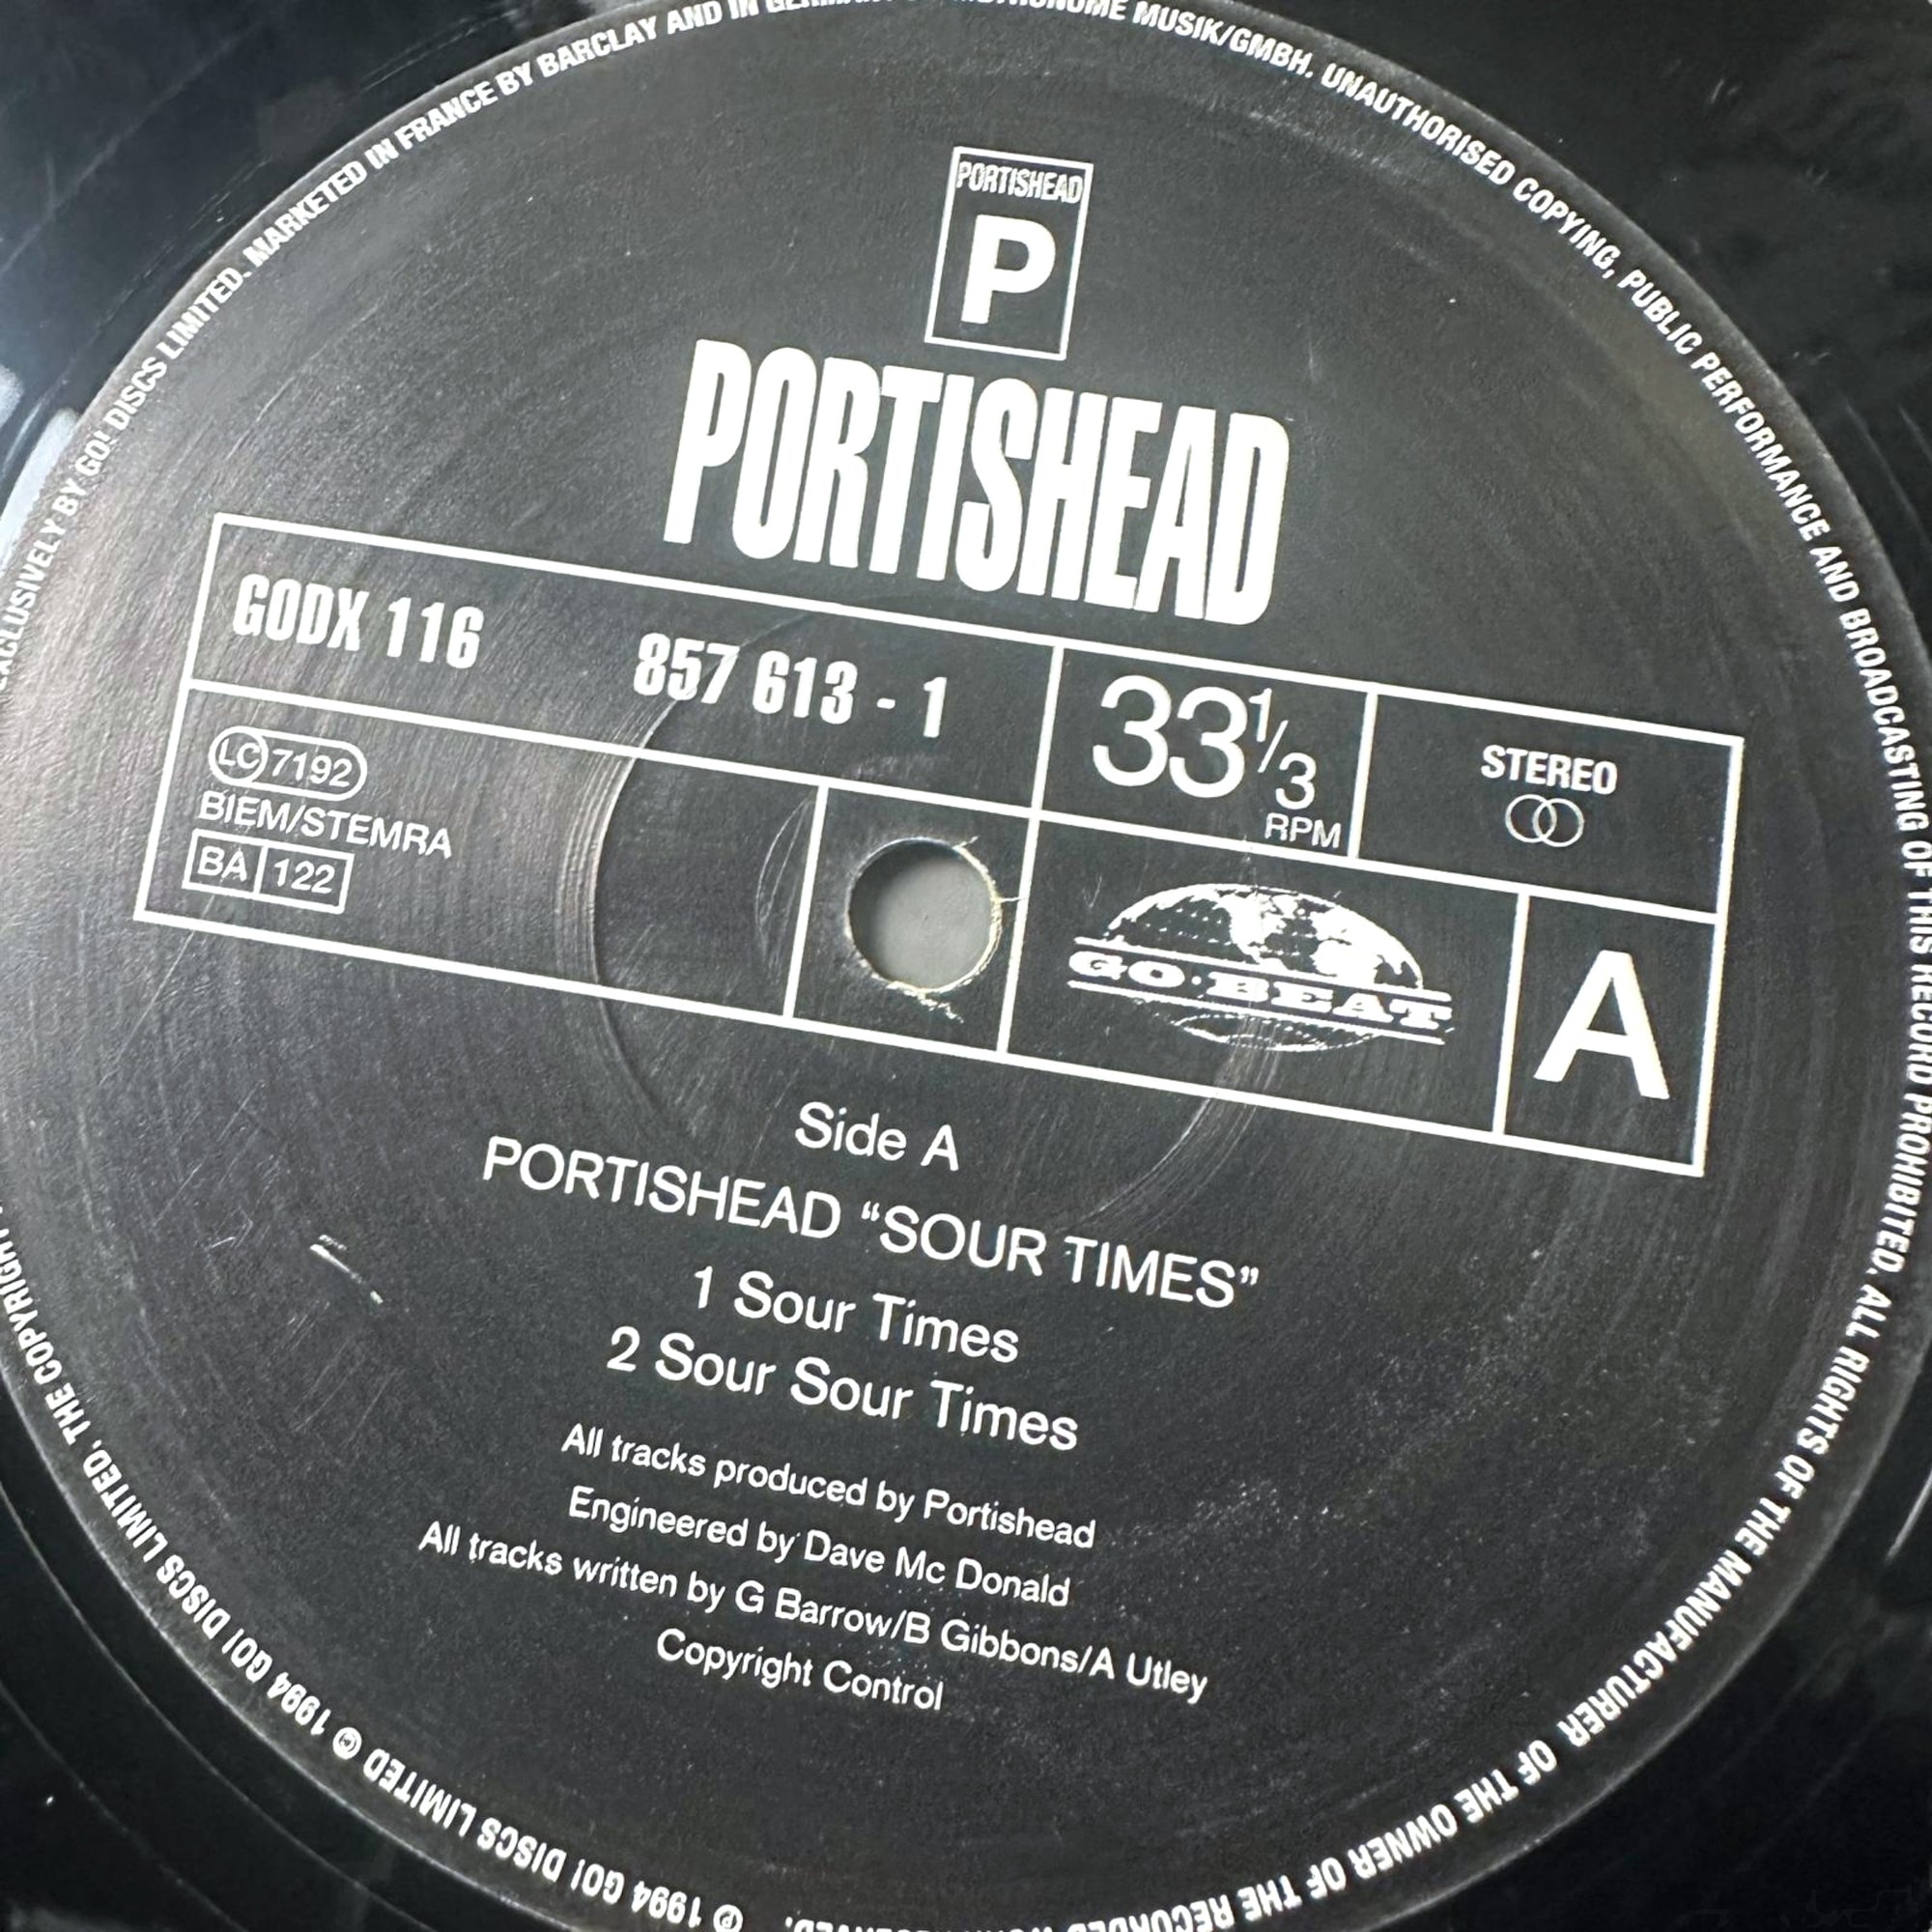 PORTISHEAD
P
PORTISHEAD
GODX 116 857 613 - 1
33 1/3 RPM
STEREO
LC 7192
BIEM/STEMRA
BA 122
GO·BEAT
A
Side A
PORTISHEAD “SOUR TIMES”
1 Sour Times
2 Sour Sour Times
All tracks produced by Portishead
Engineered by Dave Mc Donald
All tracks written by G Barrow/B Gibbons/A Utley
Copyright Control
℗ 1994 GO! DISCS LIMITED © 1994 GO! DISCS LIMITED. THE COPYRIGHT
EXCLUSIVELY BY GO! DISCS LIMITED. MARKETED IN FRANCE BY BARCLAY AND IN MUSIK/GMBH. UNAUTHORISED COPYING, PUBLIC PERFORMANCE AND BROADCASTING OF THIS RECORD PROHIBITED. ALL RIGHTS OF THE MANUFACTURER OF THE OWNER OF THE RECORDED